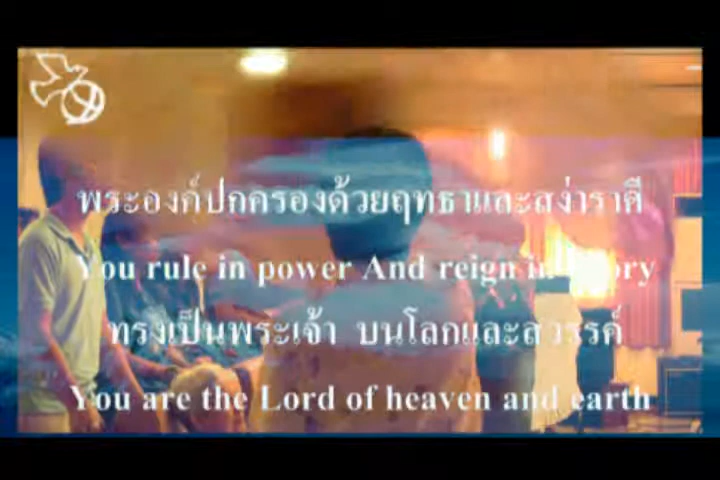 พระองค์ปกครองด้วยฤทธาและสง่าราศี
You rule in power And reign in glory
ทรงเป็นพระเจ้า บนโลกและสวรรค์
You are the Lord of heaven and earth